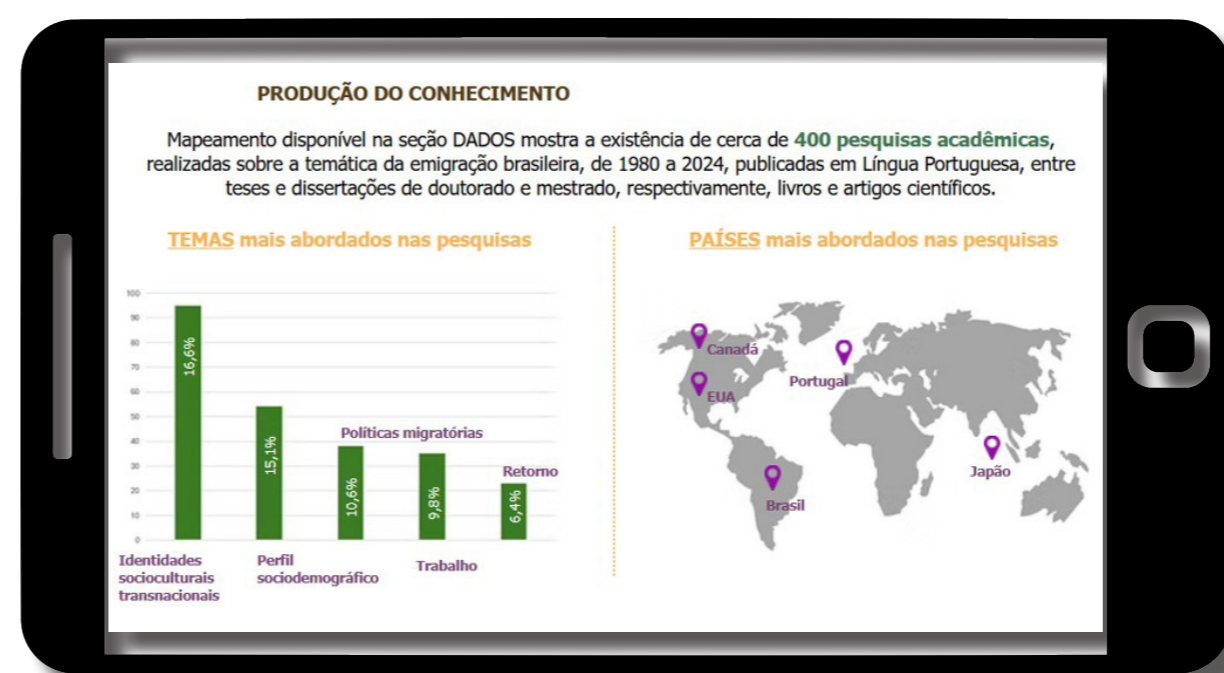 PRODUÇÃO DO CONHECIMENTO
Mapeamento disponível na seção DADOS mostra a existência de cerca de 400 pesquisas acadêmicas,
realizadas sobre a temática da emigração brasileira, de 1980 a 2024, publicadas em Língua Portuguesa, entre
teses e dissertações de doutorado e mestrado, respectivamente, livros e artigos científicos.
TEMAS mais abordados nas pesquisas
100
90
80
70
60
50
40
30
20
10
0
16,6%
15,1%
10,6%
9,8%
6,4%
Políticas migratórias
Retorno
Identidades
socioculturais
transnacionais
Perfil
sociodemográfico
Trabalho
PAÍSES mais abordados nas pesquisas
Canadá
Portugal
EUA
Japão
Brasil